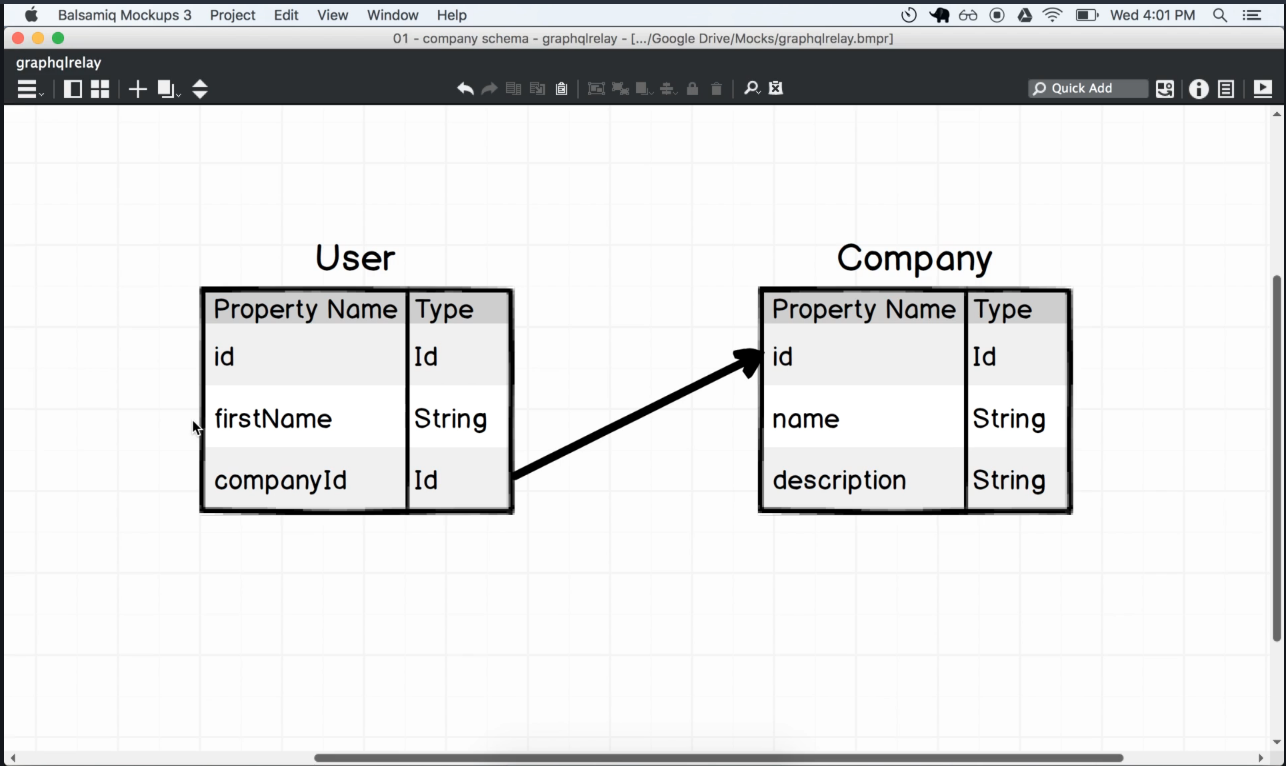 Balsamiq Mockups 3 Project Edit View Window Help Wed 4:01 PM
01 - company schema - graphqlrelay - [.../Google Drive/Mocks/graphqlrelay.bmpr]
graphqlrelay
Quick Add
User
Property Name Type
id Id
firstName String
companyId Id
Company
Property Name Type
id Id
name String
description String